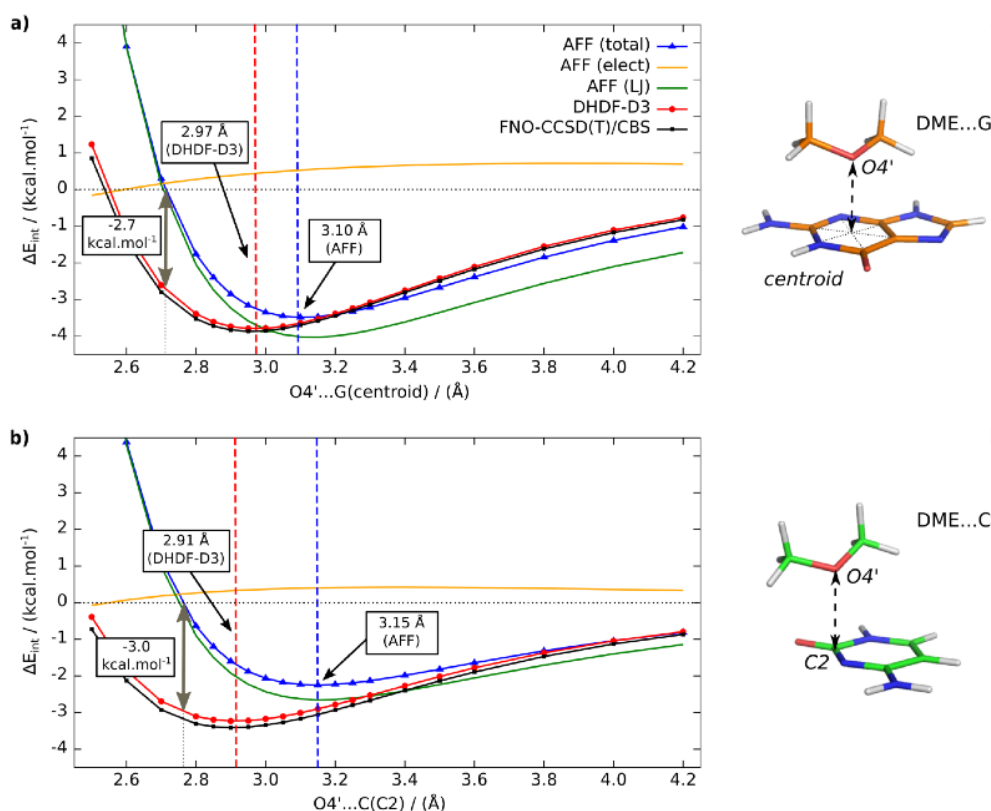 a)
4
3
2
1
0
-1
-2
-3
-4
ΔE_int / (kcal.mol⁻¹)
AFF (total)
AFF (elect)
AFF (LJ)
DHDF-D3
FNO-CCSD(T)/CBS
2.97 Å
(DHDF-D3)
-2.7
kcal.mol⁻¹
3.10 Å
(AFF)
2.6 2.8 3.0 3.2 3.4 3.6 3.8 4.0 4.2
O4'...G(centroid) / (Å)
DME...G
O4'
centroid
b)
4
3
2
1
0
-1
-2
-3
-4
ΔE_int / (kcal.mol⁻¹)
2.91 Å
(DHDF-D3)
-3.0
kcal.mol⁻¹
3.15 Å
(AFF)
2.6 2.8 3.0 3.2 3.4 3.6 3.8 4.0 4.2
O4'...C(C2) / (Å)
DME...C
O4'
C2